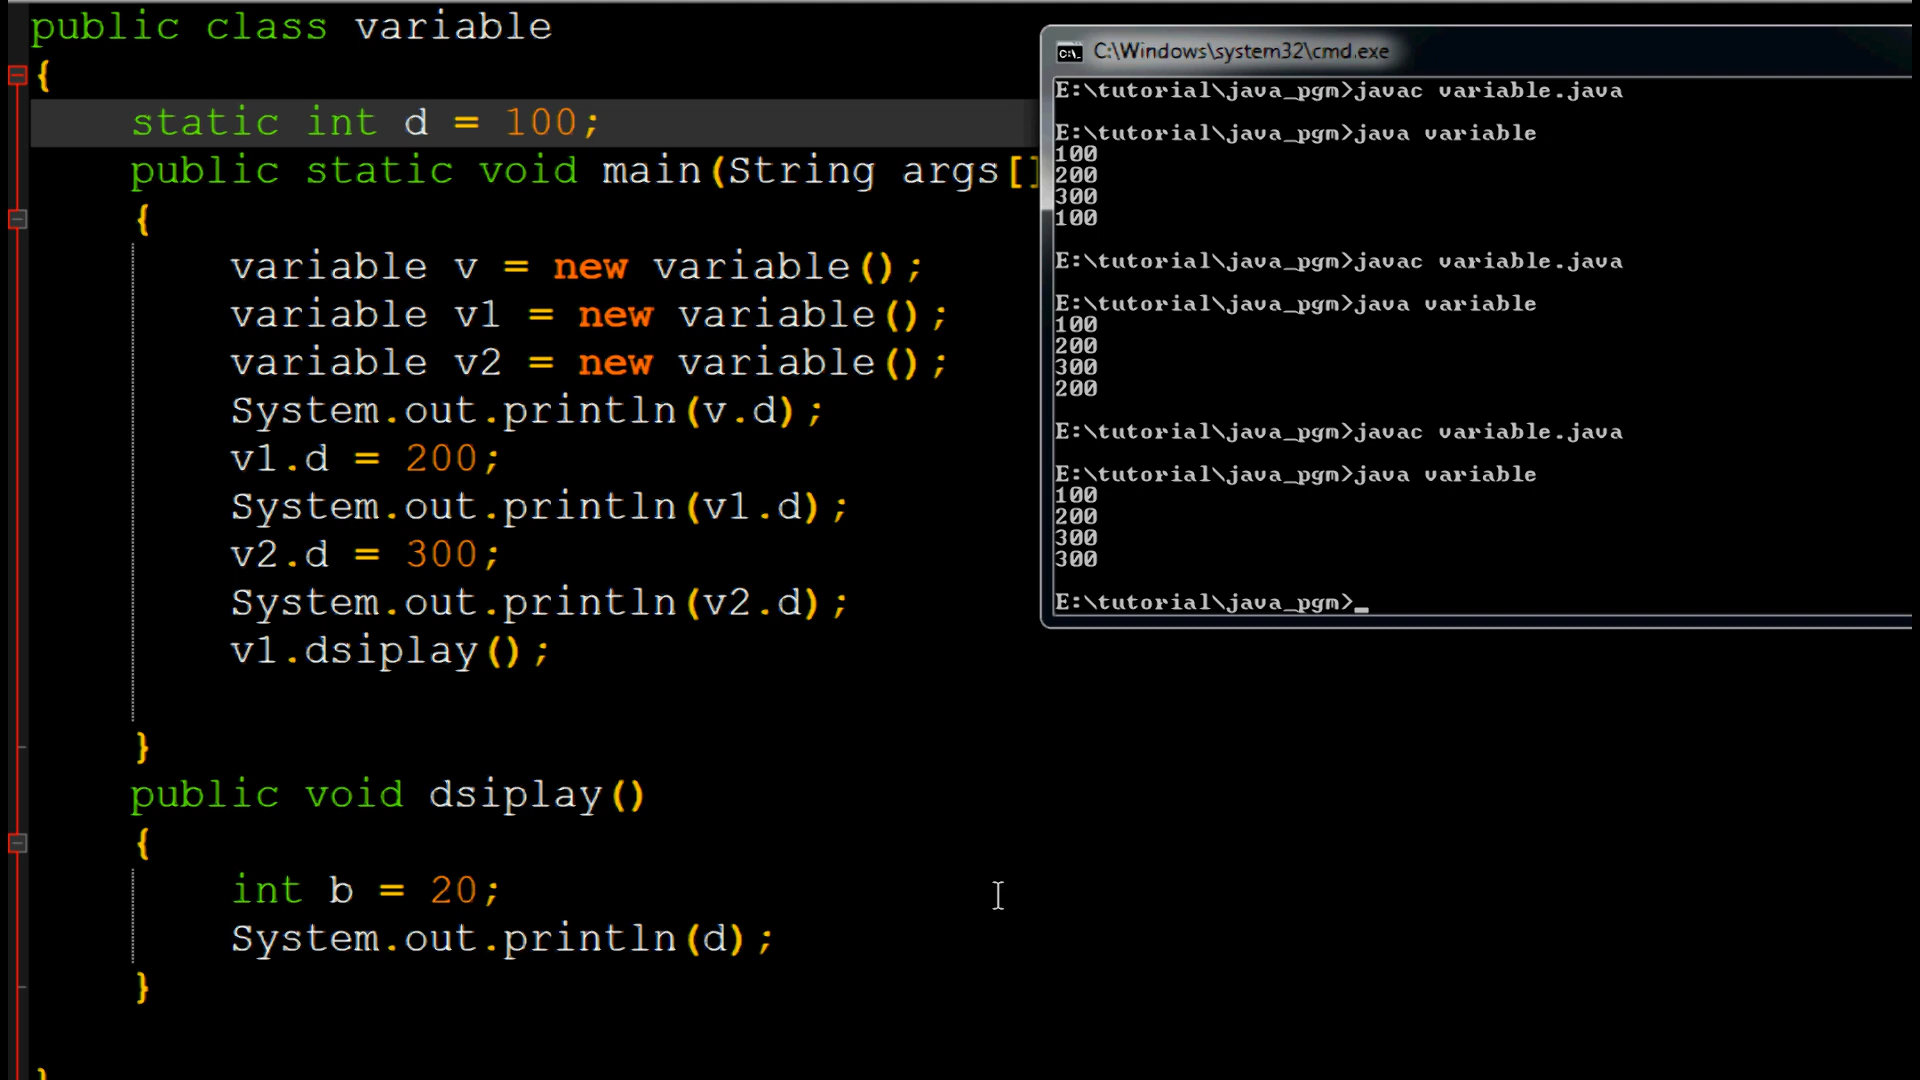 public class variable
{
static int d = 100;
public static void main(String args[]
{
variable v = new variable();
variable v1 = new variable();
variable v2 = new variable();
System.out.println(v.d);
v1.d = 200;
System.out.println(v1.d);
v2.d = 300;
System.out.println(v2.d);
v1.dsiplay();
}
public void dsiplay()
{
int b = 20;
System.out.println(d);
}
}
C:\Windows\system32\cmd.exe
E:\tutorial\java_pgm>javac variable.java
E:\tutorial\java_pgm>java variable
100
200
300
100
E:\tutorial\java_pgm>javac variable.java
E:\tutorial\java_pgm>java variable
100
200
300
200
E:\tutorial\java_pgm>javac variable.java
E:\tutorial\java_pgm>java variable
100
200
300
300
E:\tutorial\java_pgm>_